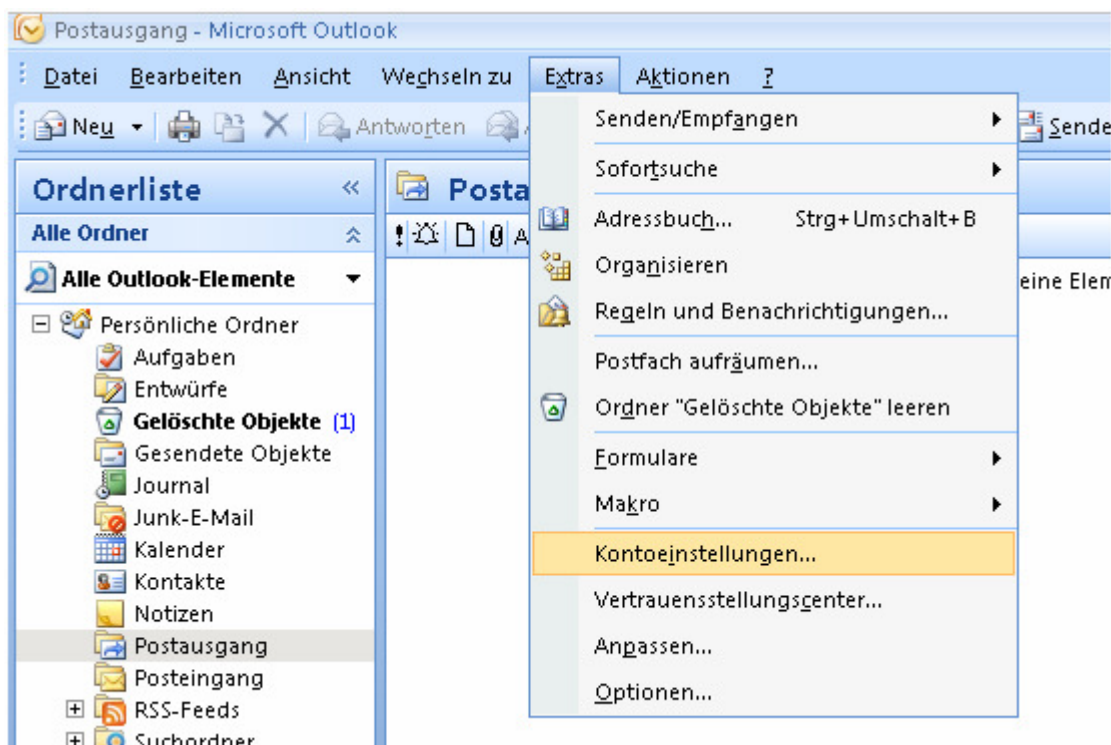 Postausgang - Microsoft Outlook
Datei Bearbeiten Ansicht Wechseln zu Extras Aktionen ?
Neu Antworten
Ordnerliste
Alle Ordner
Alle Outlook-Elemente
Persönliche Ordner
Aufgaben
Entwürfe
Gelöschte Objekte (1)
Gesendete Objekte
Journal
Junk-E-Mail
Kalender
Kontakte
Notizen
Postausgang
Posteingang
RSS-Feeds
Suchordner
Posta
! A
Senden/Empfangen
Sofortsuche
Adressbuch... Strg+Umschalt+B
Organisieren
Regeln und Benachrichtigungen...
Postfach aufräumen...
Ordner "Gelöschte Objekte" leeren
Formulare
Makro
Kontoeinstellungen...
Vertrauensstellungscenter...
Anpassen...
Optionen...
Sende
eine Elem